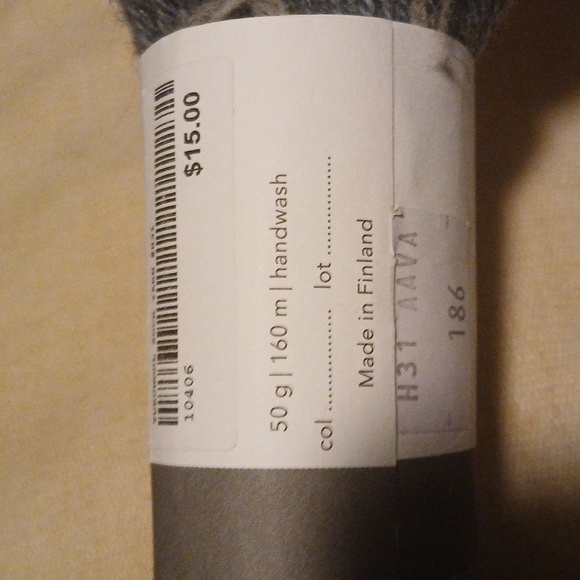 $15.00
10406
50 g | 160 m | handwash
col ............... lot ..................
Made in Finland
H31 AAVA
186